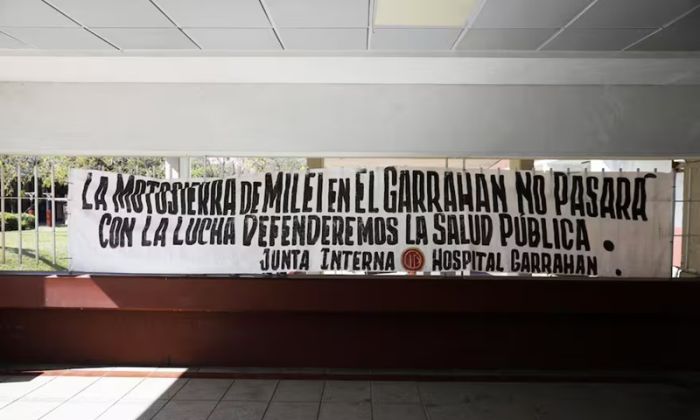 LA MOTOSIERRA DE MILEI EN EL GARRAHAN NO PASARÁ
CON LA LUCHA DEFENDEREMOS LA SALUD PÚBLICA
JUNTA INTERNA HOSPITAL GARRAHAN